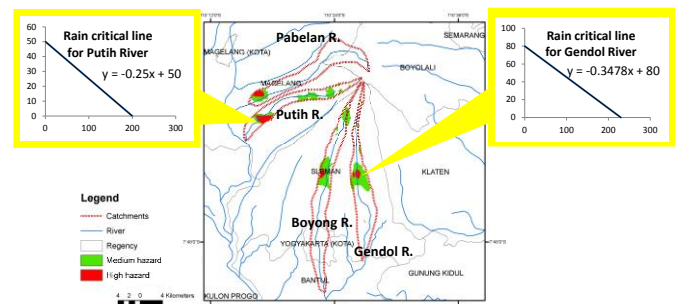 Rain critical line
for Putih River
y = -0.25x + 50
60
50
40
30
20
10
0
0
100
200
300
Rain critical line
for Gendol River
y = -0.3478x + 80
100
80
60
40
20
0
0
100
200
300
Pabelan R.
SEMARANG
MAGELANG (KOTA)
BOYOLALI
MAGELANG
Putih R.
SLEMAN
KLATEN
Boyong R.
YOGYAKARTA (KOTA)
Gendol R.
BANTUL
GUNUNG KIDUL
KULON PROGO
Legend
Catchments
River
Regency
Medium hazard
High hazard
4 2 0 4 Kilometers